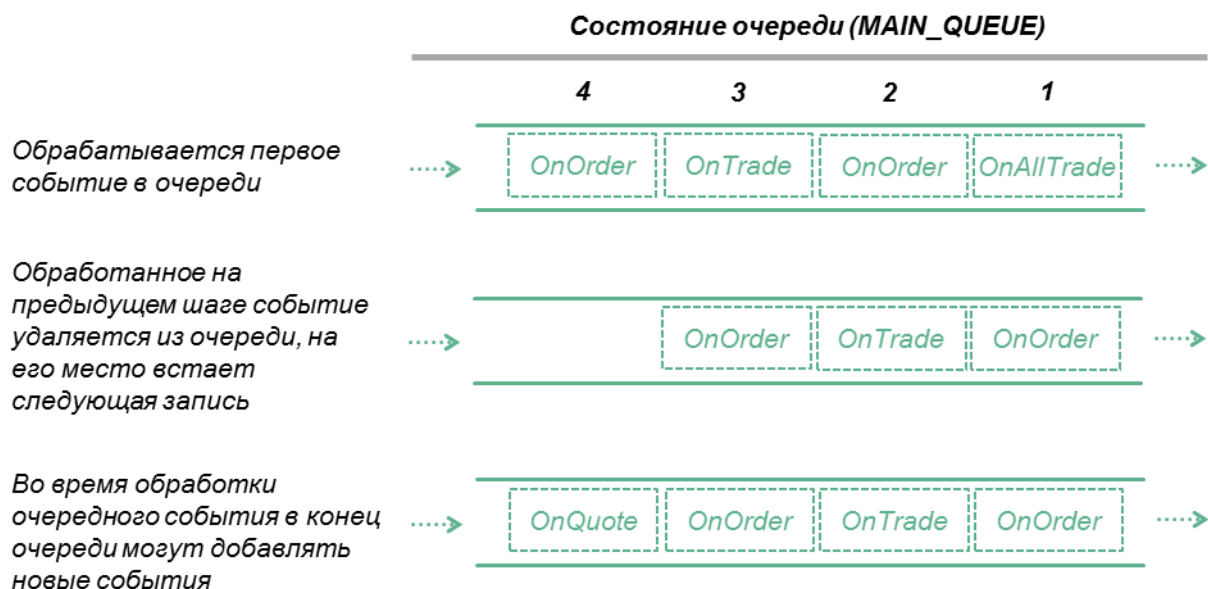 Состояние очереди (MAIN_QUEUE)
4 3 2 1
Обрабатывается первое
событие в очереди
OnOrder OnTrade OnOrder OnAllTrade
Обработанное на
предыдущем шаге событие
удаляется из очереди, на
его место встает
следующая запись
OnOrder OnTrade OnOrder
Во время обработки
очередного события в конец
очереди могут добавлять
новые события
OnQuote OnOrder OnTrade OnOrder